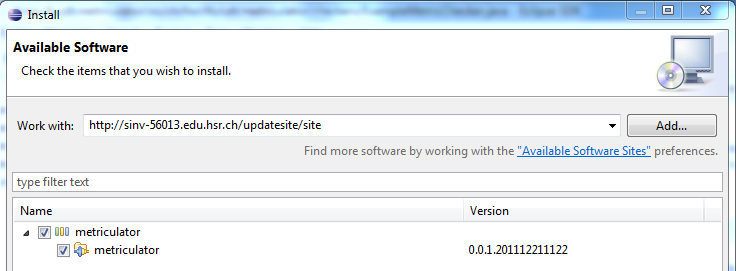 Install
Available Software
Check the items that you wish to install.
Work with: http://sinv-56013.edu.hsr.ch/updatesite/site Add...
Find more software by working with the "Available Software Sites" preferences.
type filter text
Name Version
metriculator
metriculator 0.0.1.201112211122